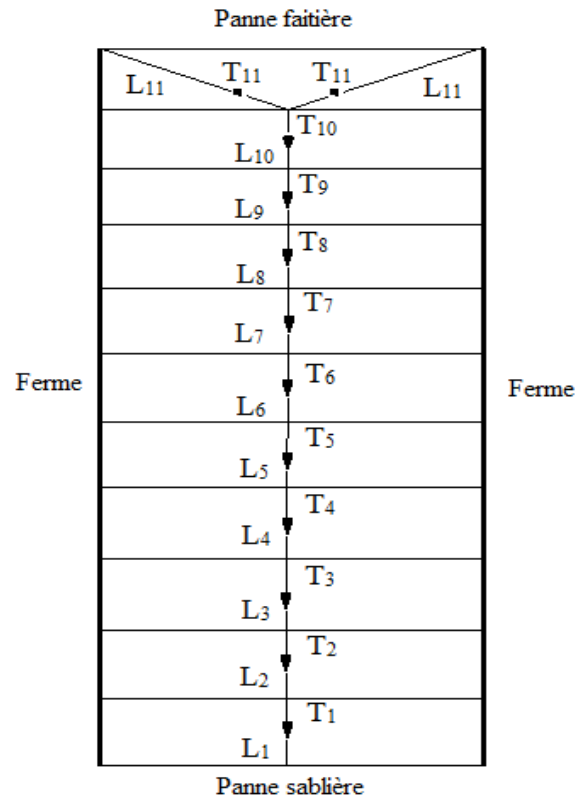 Panne faitière
T11 T11
L11 L11
T10
L10
T9
L9
T8
L8
T7
L7
Ferme T6 Ferme
L6
T5
L5
T4
L4
T3
L3
T2
L2
T1
L1
Panne sablière